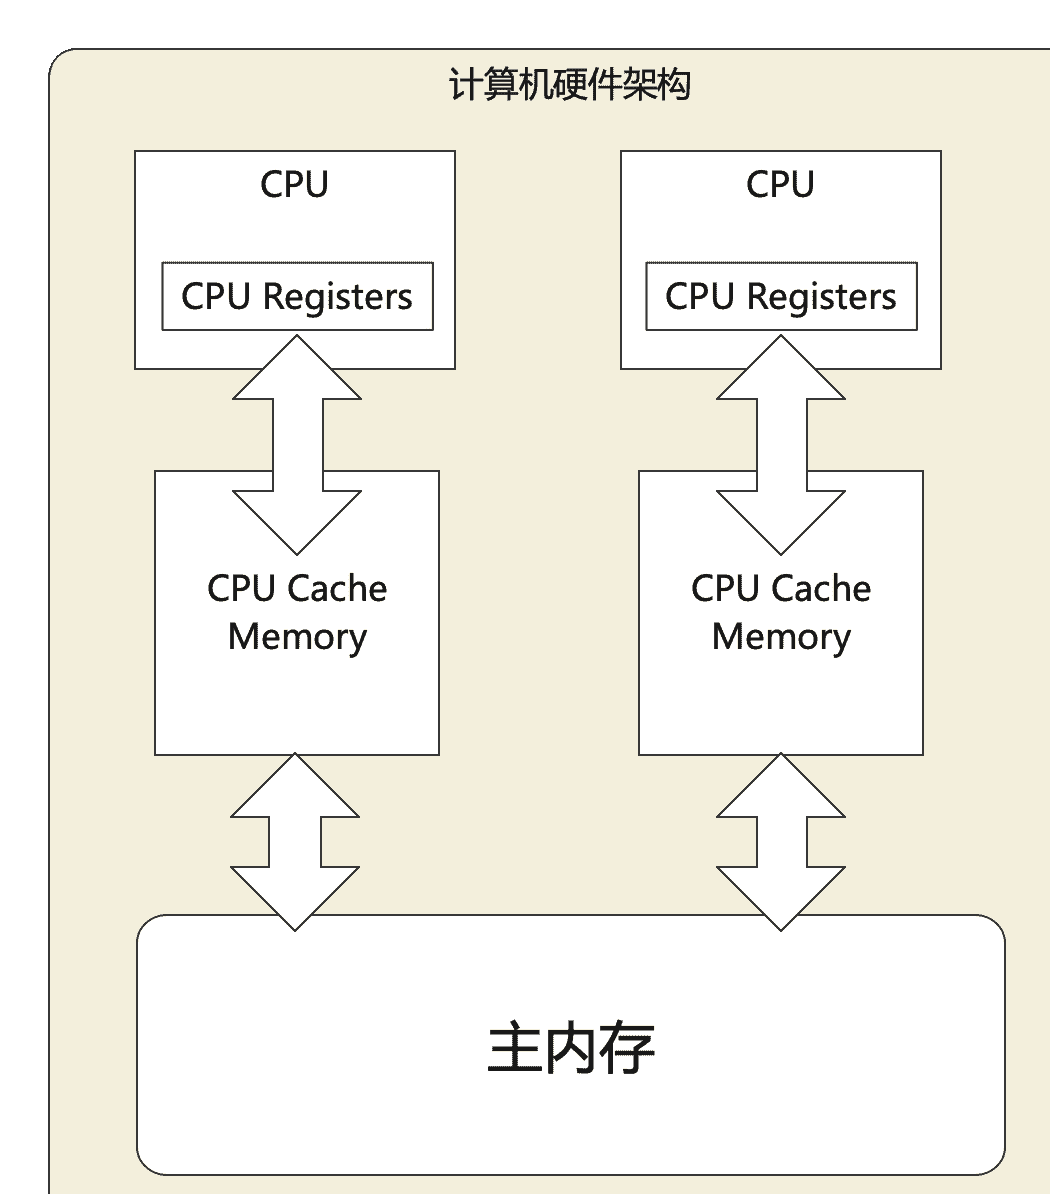 计算机硬件架构
CPU
CPU
CPU Registers
CPU Registers
CPU Cache
Memory
CPU Cache
Memory
主内存